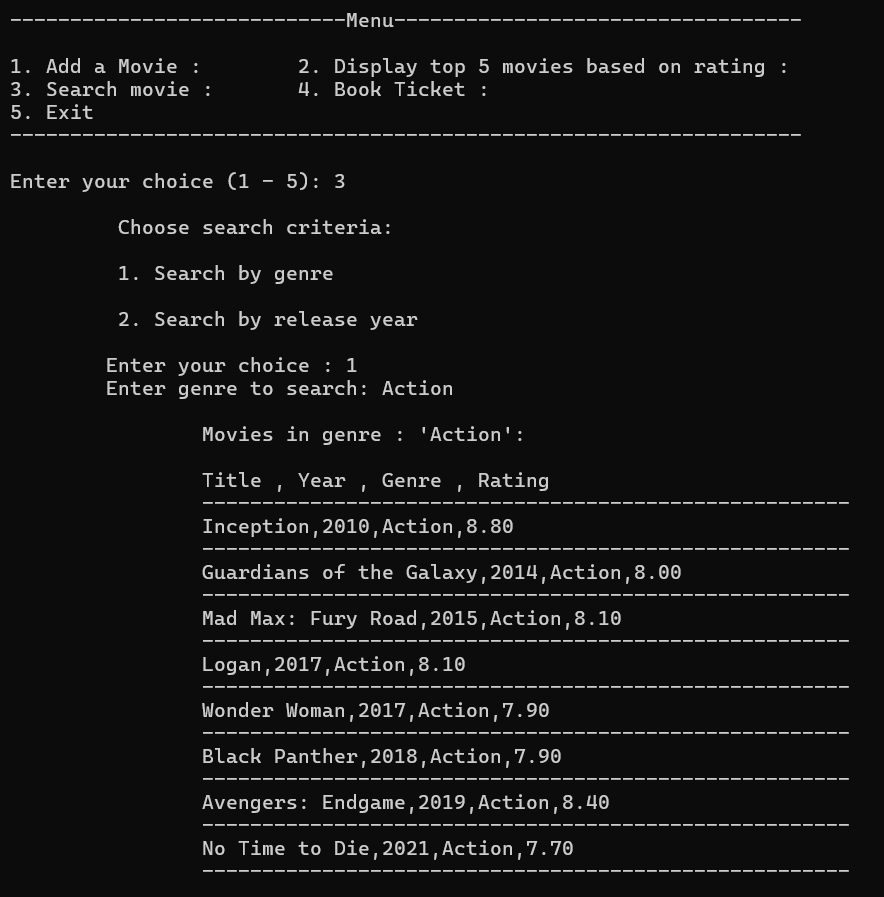 ----------------------------Menu----------------------------------
1. Add a Movie :        2. Display top 5 movies based on rating :
3. Search movie :       4. Book Ticket :
5. Exit
------------------------------------------------------------------
Enter your choice (1 - 5): 3
Choose search criteria:
1. Search by genre
2. Search by release year
Enter your choice : 1
Enter genre to search: Action
Movies in genre : 'Action':
Title , Year , Genre , Rating
------------------------------------------------------
Inception,2010,Action,8.80
------------------------------------------------------
Guardians of the Galaxy,2014,Action,8.00
------------------------------------------------------
Mad Max: Fury Road,2015,Action,8.10
------------------------------------------------------
Logan,2017,Action,8.10
------------------------------------------------------
Wonder Woman,2017,Action,7.90
------------------------------------------------------
Black Panther,2018,Action,7.90
------------------------------------------------------
Avengers: Endgame,2019,Action,8.40
------------------------------------------------------
No Time to Die,2021,Action,7.70
------------------------------------------------------